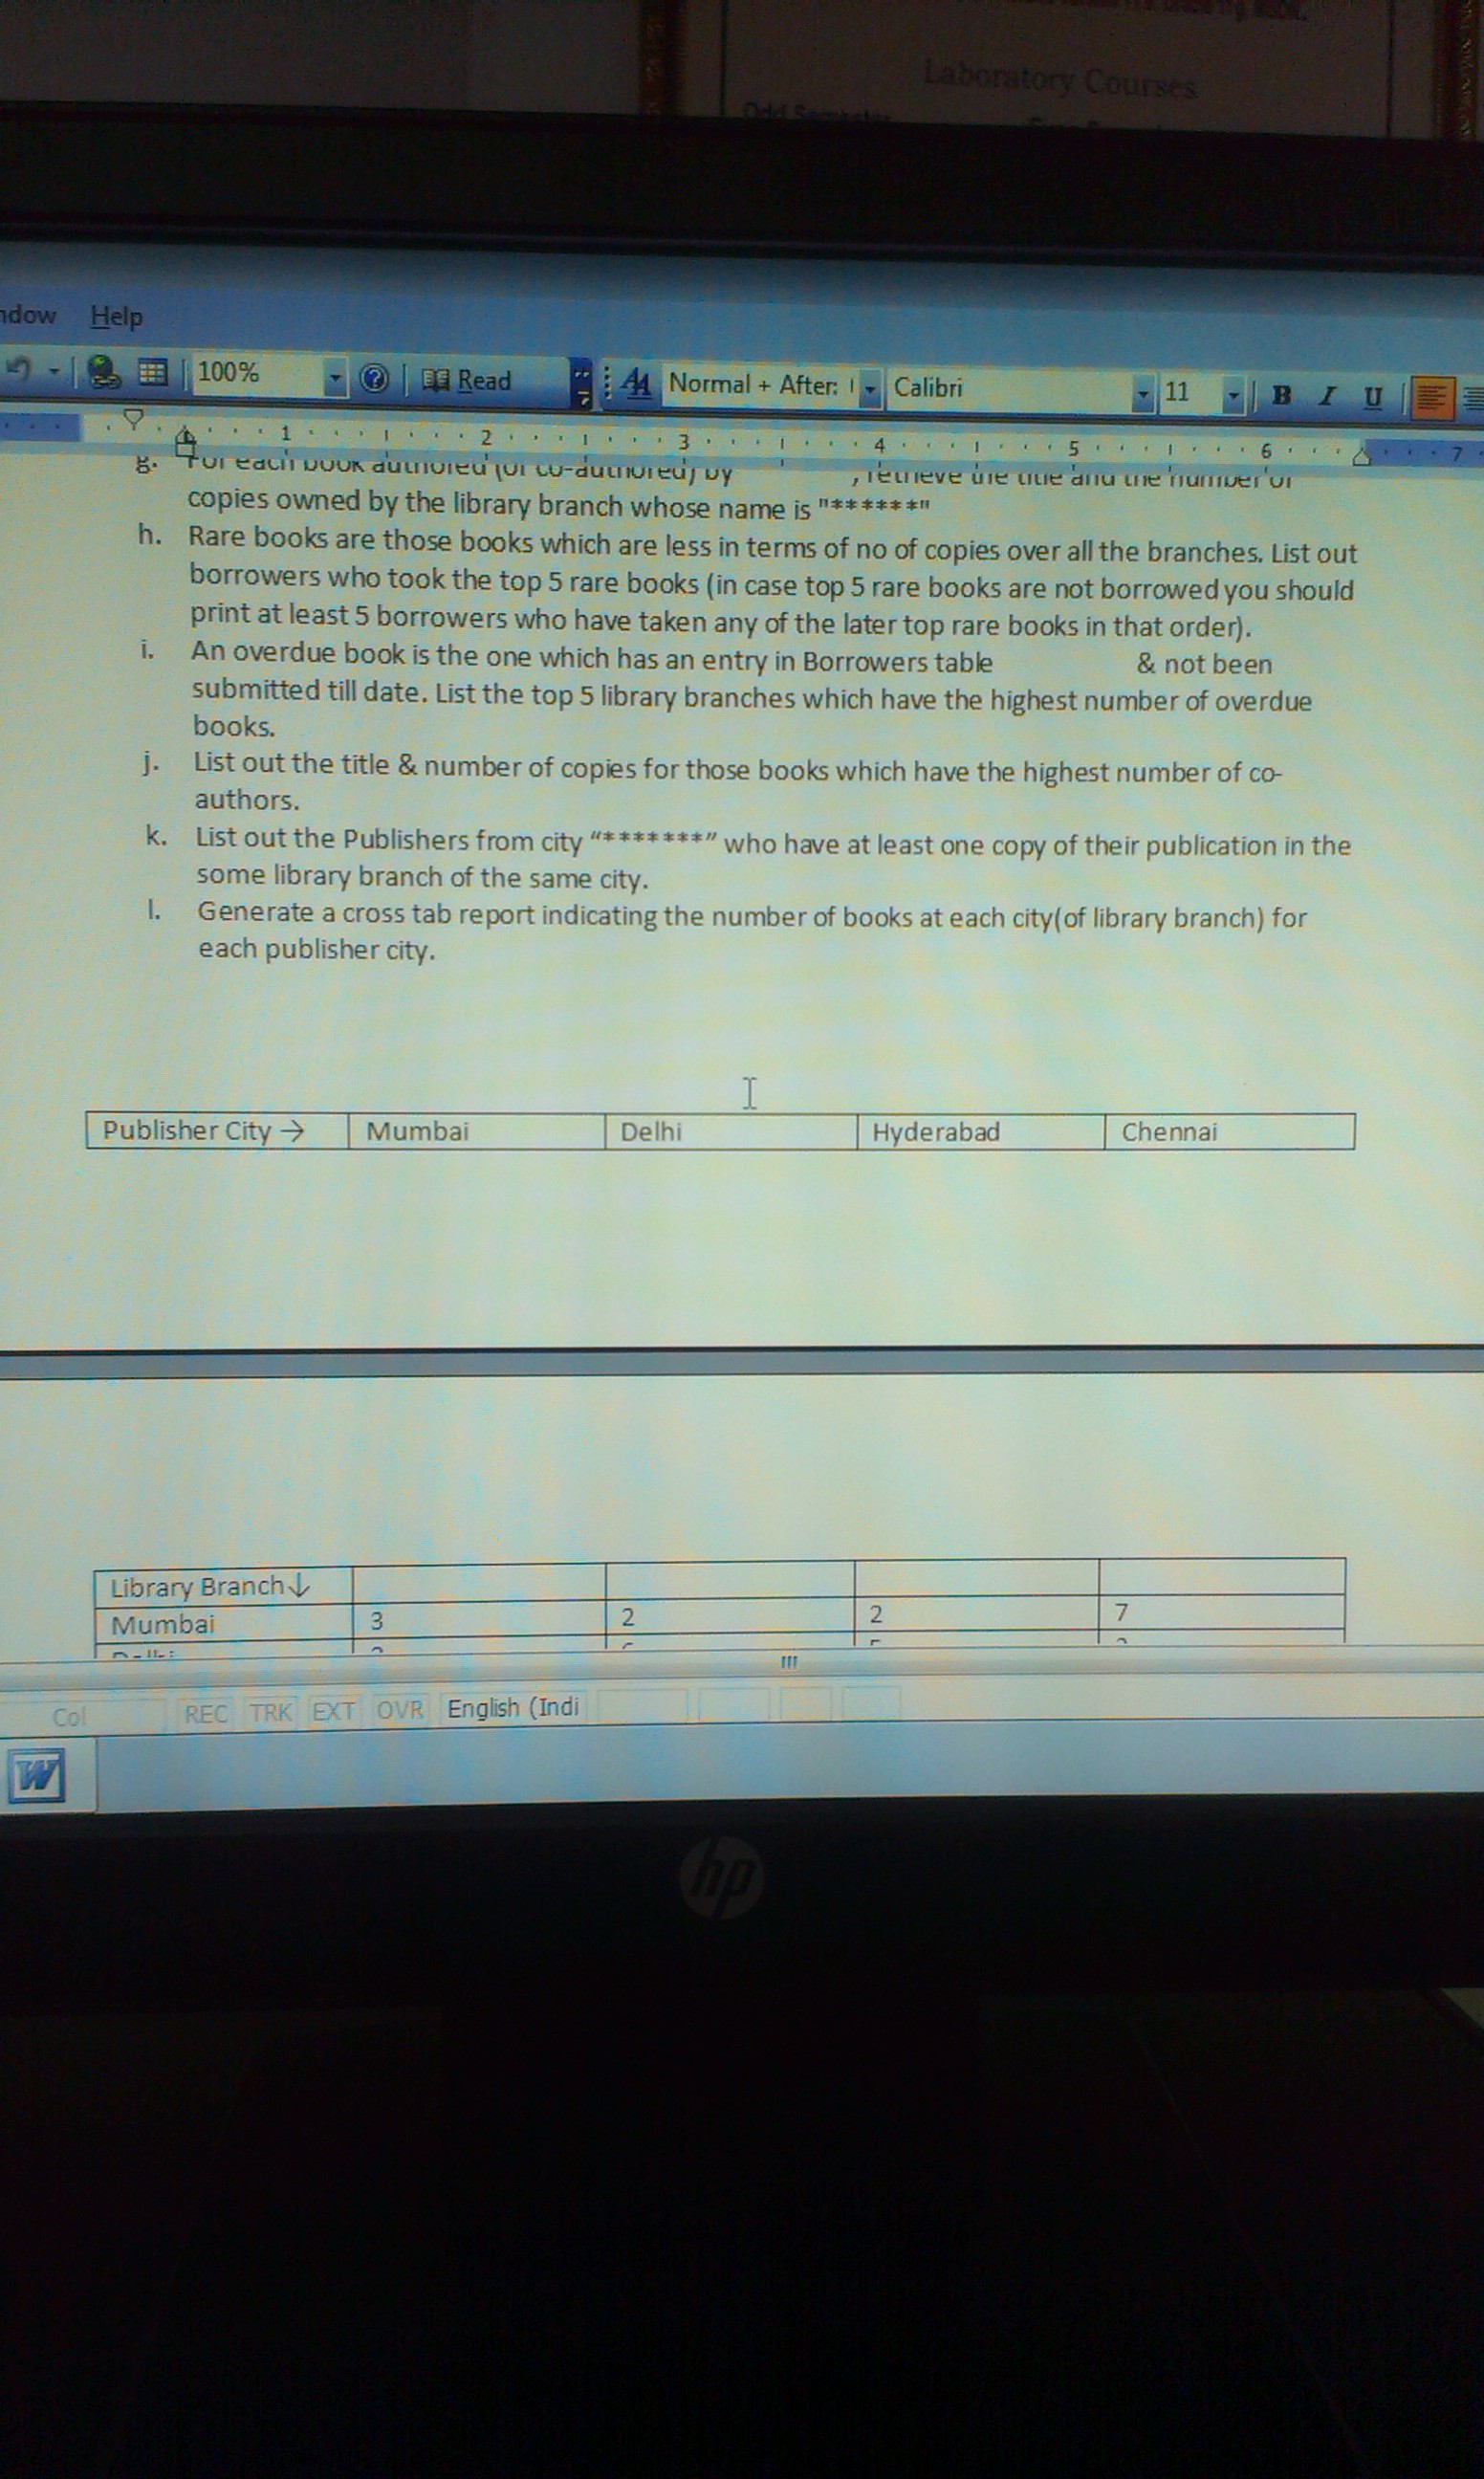 Laboratory Courses
Help
100%
Read
Normal + After:
Calibri
11
B I U
1 2 3 4 5 6 7
g. For each book authored (or co-authored) by , retrieve the title and the number of
copies owned by the library branch whose name is "******"
h. Rare books are those books which are less in terms of no of copies over all the branches. List out
borrowers who took the top 5 rare books (in case top 5 rare books are not borrowed you should
print at least 5 borrowers who have taken any of the later top rare books in that order).
i. An overdue book is the one which has an entry in Borrowers table & not been
submitted till date. List the top 5 library branches which have the highest number of overdue
books.
j. List out the title & number of copies for those books which have the highest number of co-
authors.
k. List out the Publishers from city “*******” who have at least one copy of their publication in the
some library branch of the same city.
l. Generate a cross tab report indicating the number of books at each city(of library branch) for
each publisher city.
Publisher City → Mumbai Delhi Hyderabad Chennai
Library Branch↓
Mumbai 3 2 2 7
Col REC TRK EXT OVR English (Indi
W
hp